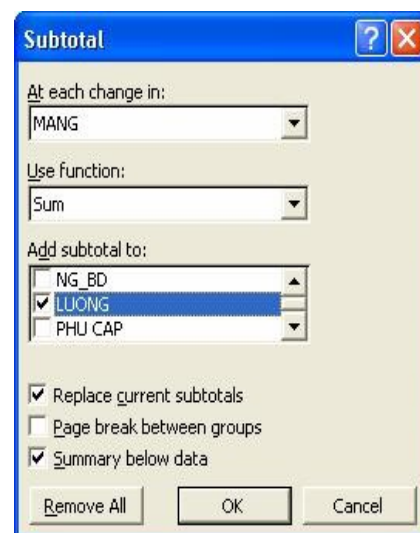 Subtotal
At each change in:
MANG
Use function:
Sum
Add subtotal to:
NG_BD
LUONG
PHU CAP
Replace current subtotals
Page break between groups
Summary below data
Remove All OK Cancel